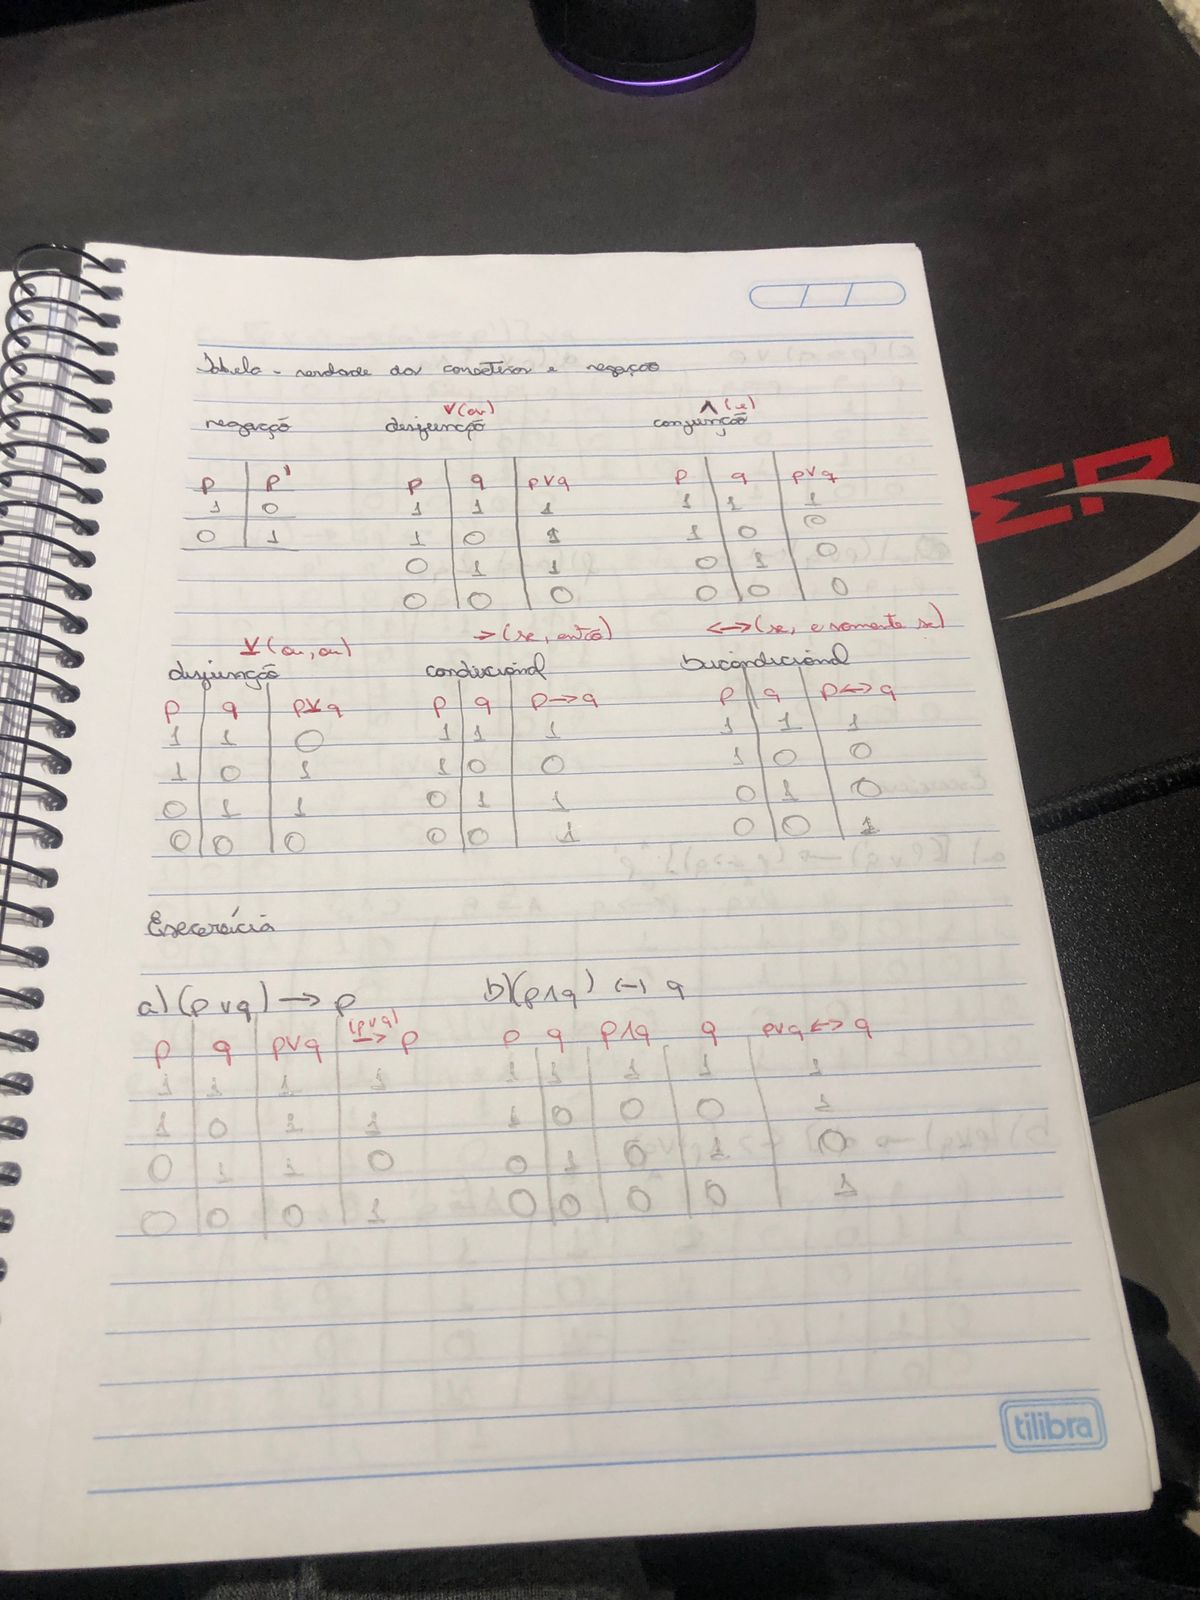 Tabela - verdade dos conectivos e negação
negação disjunção v(ou) conjunção ∧(e)
p p' p q p∨q p q p∨q
1 0 1 1 1 1 1 1
0 1 1 0 1 1 0 0
0 1 1 0 1 0
0 0 0 0 0 0
⊻(ou, ou) →(se, então) ↔(se, e somente se)
disjunção condicional bicondicional
p q p⊻q p q p→q p q p↔q
1 1 0 1 1 1 1 1 1
1 0 1 1 0 0 1 0 0
0 1 1 0 1 1 0 1 0
0 0 0 0 0 1 0 0 1
Exercício
a) (p∨q) → p b) (p∧q) ↔ q
p q p∨q (p∨q)→p p q p∧q q p∨q↔q
1 1 1 1 1 1 1 1 1
1 0 1 1 1 0 0 0 1
0 1 1 0 0 1 0 1 0
0 0 0 1 0 0 0 0 1
tilibra